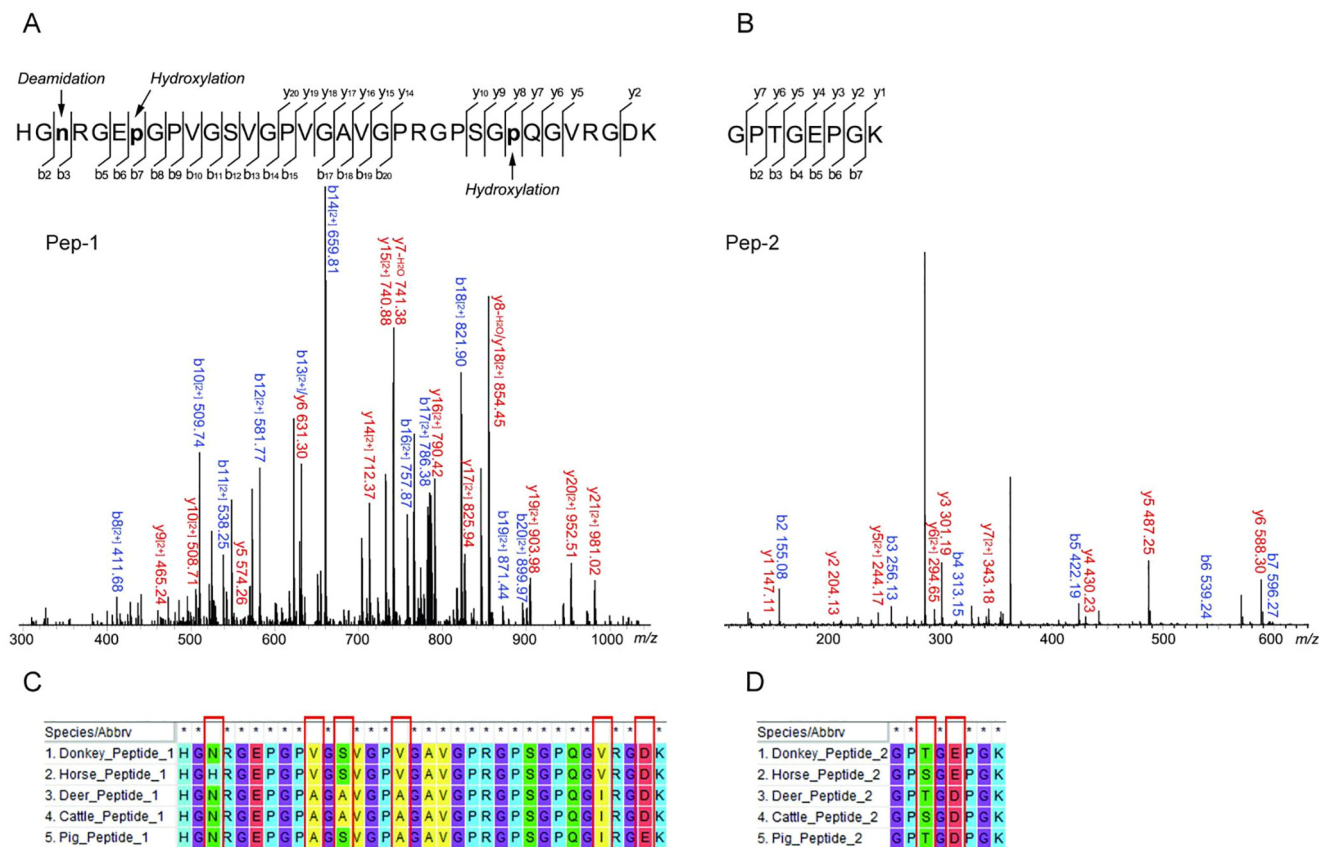 A
Deamidation Hydroxylation
y20 y19 y18 y17 y16 y15 y14 y10 y9 y8 y7 y6 y5 y2
HGnRGEpGPVGSVGPVGAVGPRGPSGpQGVRGDK
b2 b3 b5 b6 b7 b8 b9 b10 b11 b12 b13 b14 b15 b17 b18 b19 b20
Hydroxylation
Pep-1
b8[2+] 411.68
y9[2+] 465.24
y10[2+] 508.71
b10[2+] 509.74
b11[2+] 538.25
y5 574.26
b12[2+] 581.77
b13[2+]/y6 631.30
b14[2+] 659.81
y14[2+] 712.37
y15[2+] 740.88
y7-H2O 741.38
b16[2+] 757.87
b17[2+] 786.38
y16[2+] 790.42
b18[2+] 821.90
y17[2+] 825.94
y8-H2O/y18[2+] 854.45
b19[2+] 871.44
b20[2+] 899.97
y19[2+] 903.98
y20[2+] 952.51
y21[2+] 981.02
300 400 500 600 700 800 900 1000 m/z
B
y7 y6 y5 y4 y3 y2 y1
GPTGEPGK
b2 b3 b4 b5 b6 b7
Pep-2
y1 147.11
b2 155.08
y2 204.13
y5[2+] 244.17
b3 256.13
y6[2+] 294.65
y3 301.19
b4 313.15
y7[2+] 343.18
b5 422.19
y4 430.23
y5 487.25
b6 539.24
y6 588.30
b7 596.27
200 300 400 500 600 m/z
C
Species/Abbrv * * * * * * * * * * * * * * * * * * * * * * * * * *
1. Donkey_Peptide_1 H G N R G E P G P V G S V G P V G A V G P R G P S G P Q G V R G D K
2. Horse_Peptide_1 H G H R G E P G P V G S V G P V G A V G P R G P S G P Q G V R G D K
3. Deer_Peptide_1 H G N R G E P G P A G A V G P A G A V G P R G P S G P Q G I R G D K
4. Cattle_Peptide_1 H G N R G E P G P A G A V G P A G A V G P R G P S G P Q G I R G D K
5. Pig_Peptide_1 H G N R G E P G P A G S V G P A G A V G P R G P S G P Q G I R G E K
D
Species/Abbrv * * * * * *
1. Donkey_Peptide_2 G P T G E P G K
2. Horse_Peptide_2 G P S G E P G K
3. Deer_Peptide_2 G P T G D P G K
4. Cattle_Peptide_2 G P S G D P G K
5. Pig_Peptide_2 G P T G D P G K